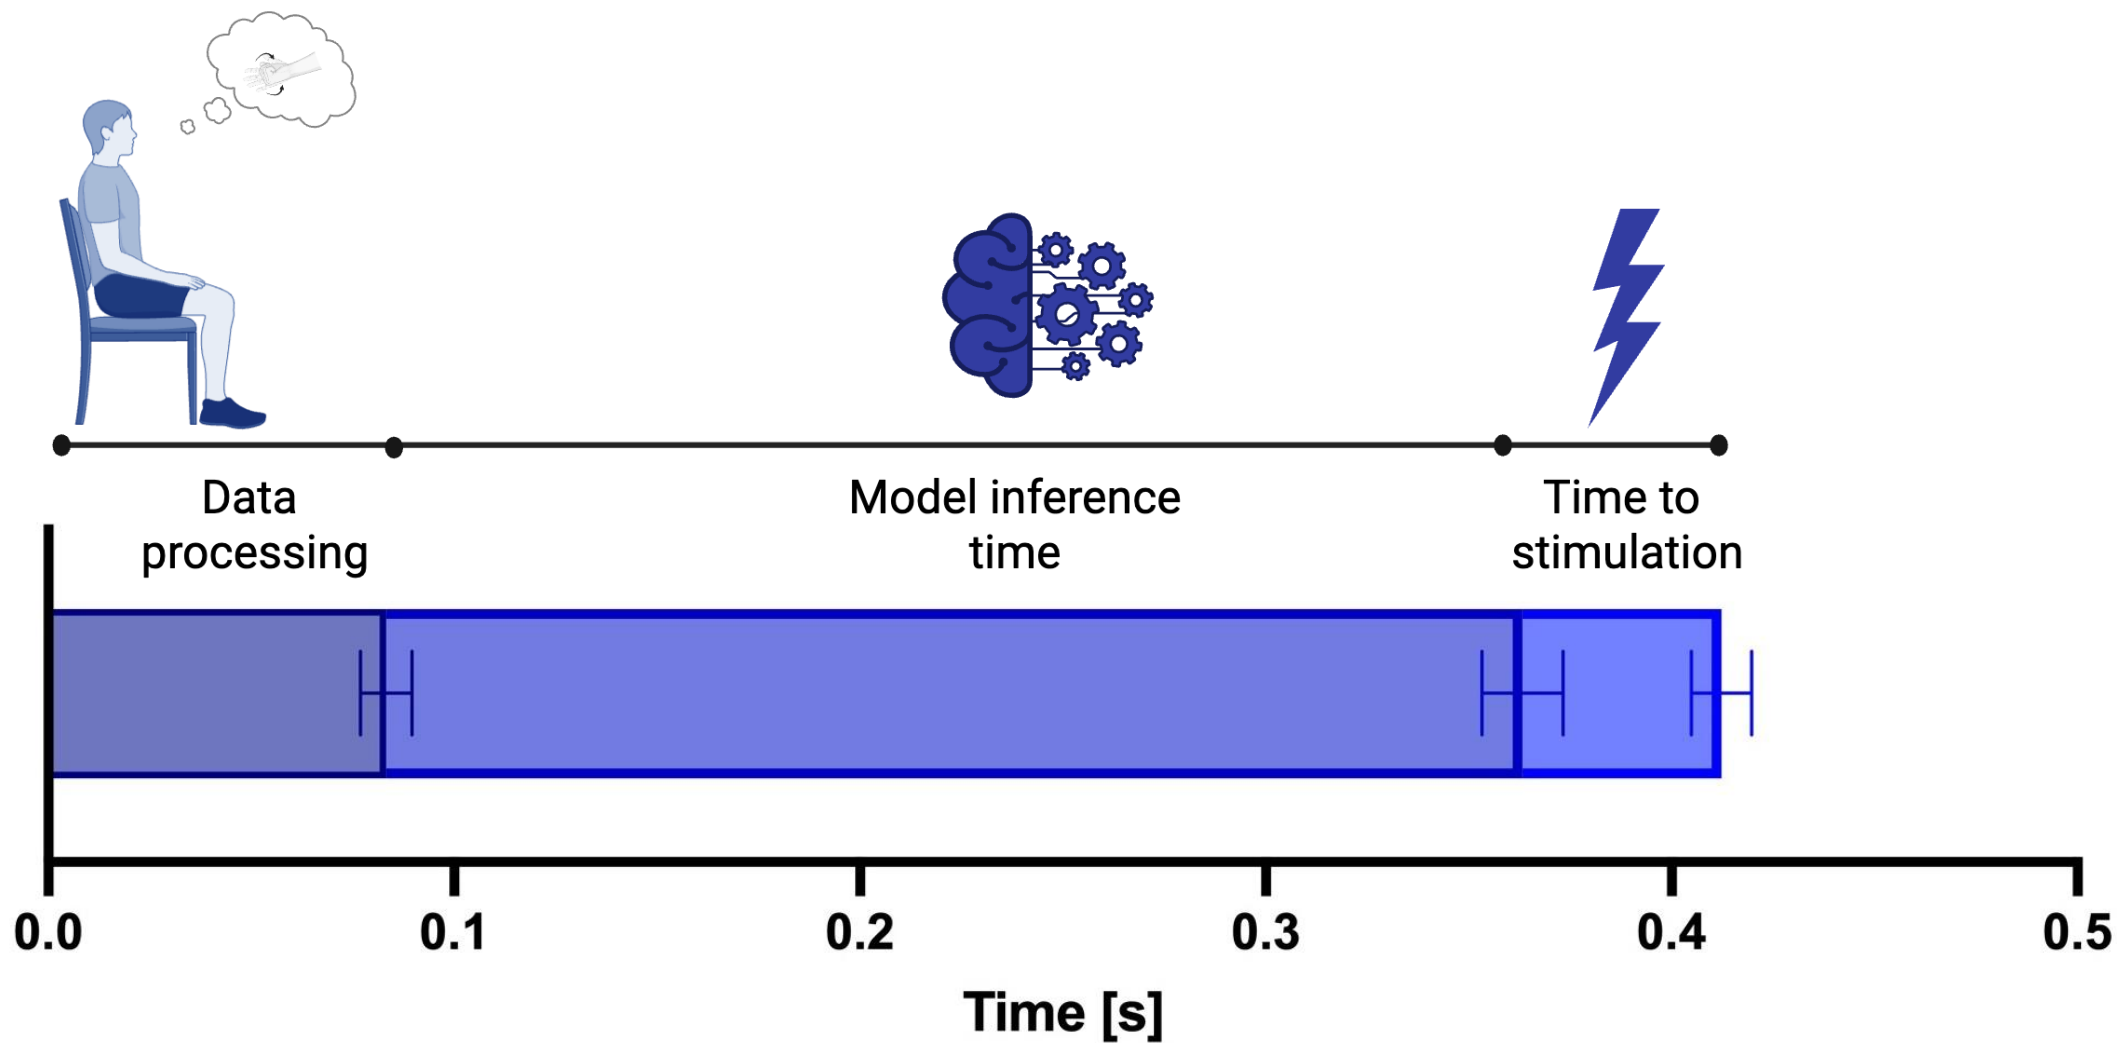 Data
processing
Model inference
time
Time to
stimulation
0.0
0.1
0.2
0.3
0.4
0.5
Time [s]